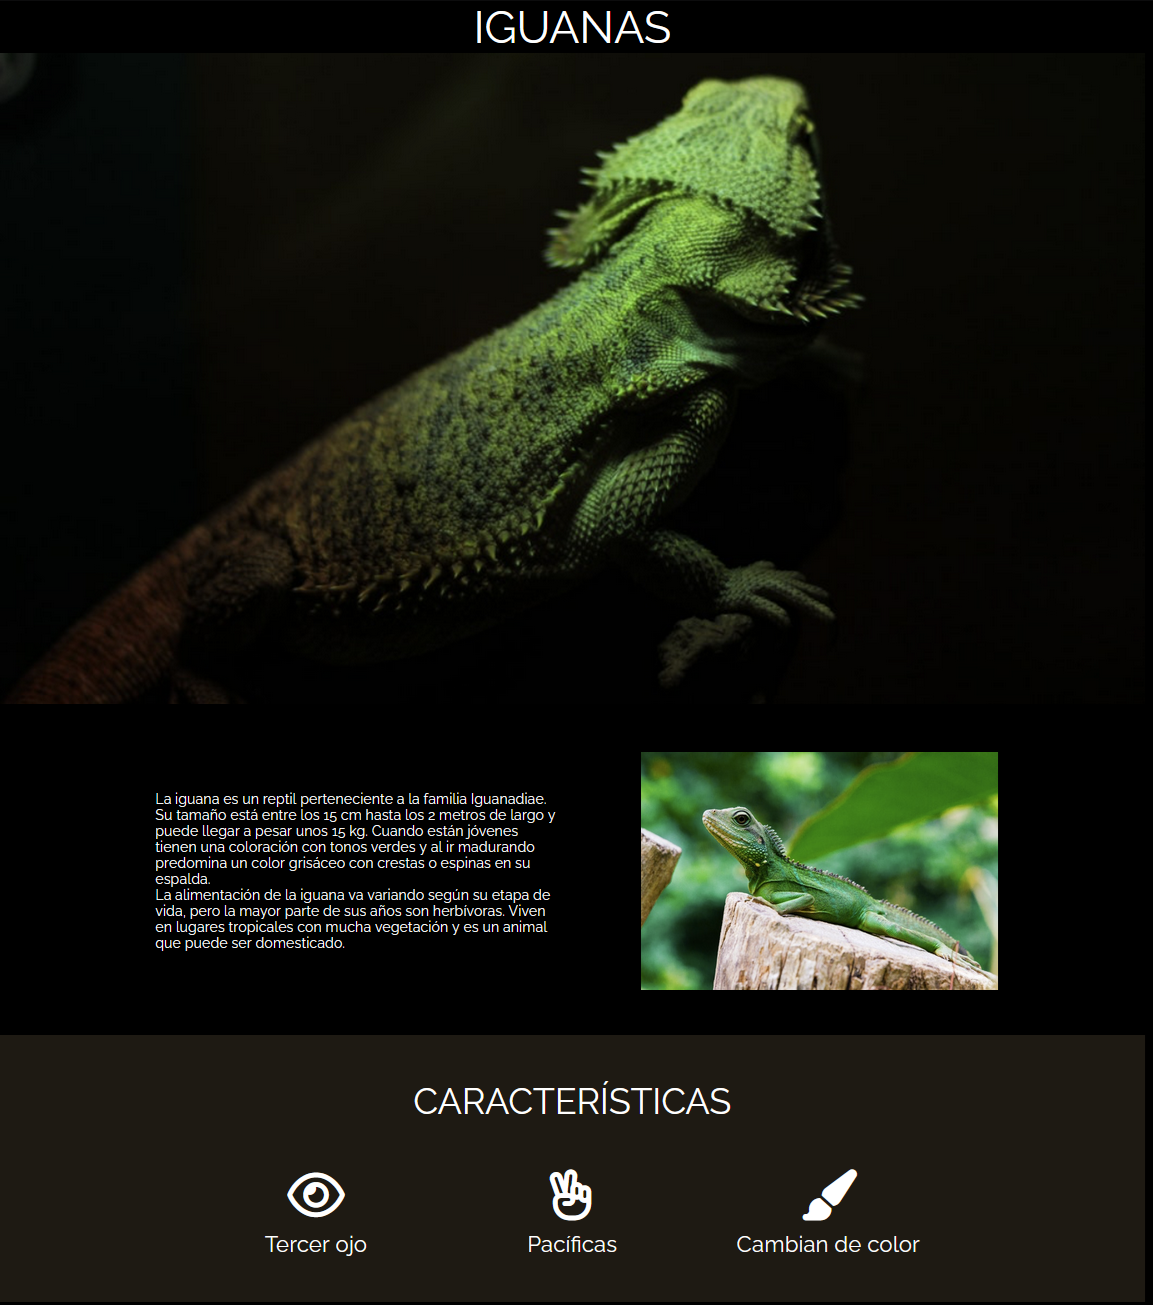 IGUANAS
La iguana es un reptil perteneciente a la familia Iguanadiae.
Su tamaño está entre los 15 cm hasta los 2 metros de largo y
puede llegar a pesar unos 15 kg. Cuando están jóvenes
tienen una coloración con tonos verdes y al ir madurando
predomina un color grisáceo con crestas o espinas en su
espalda.
La alimentación de la iguana va variando según su etapa de
vida, pero la mayor parte de sus años son herbívoras. Viven
en lugares tropicales con mucha vegetación y es un animal
que puede ser domesticado.
CARACTERÍSTICAS
Tercer ojo
Pacíficas
Cambian de color